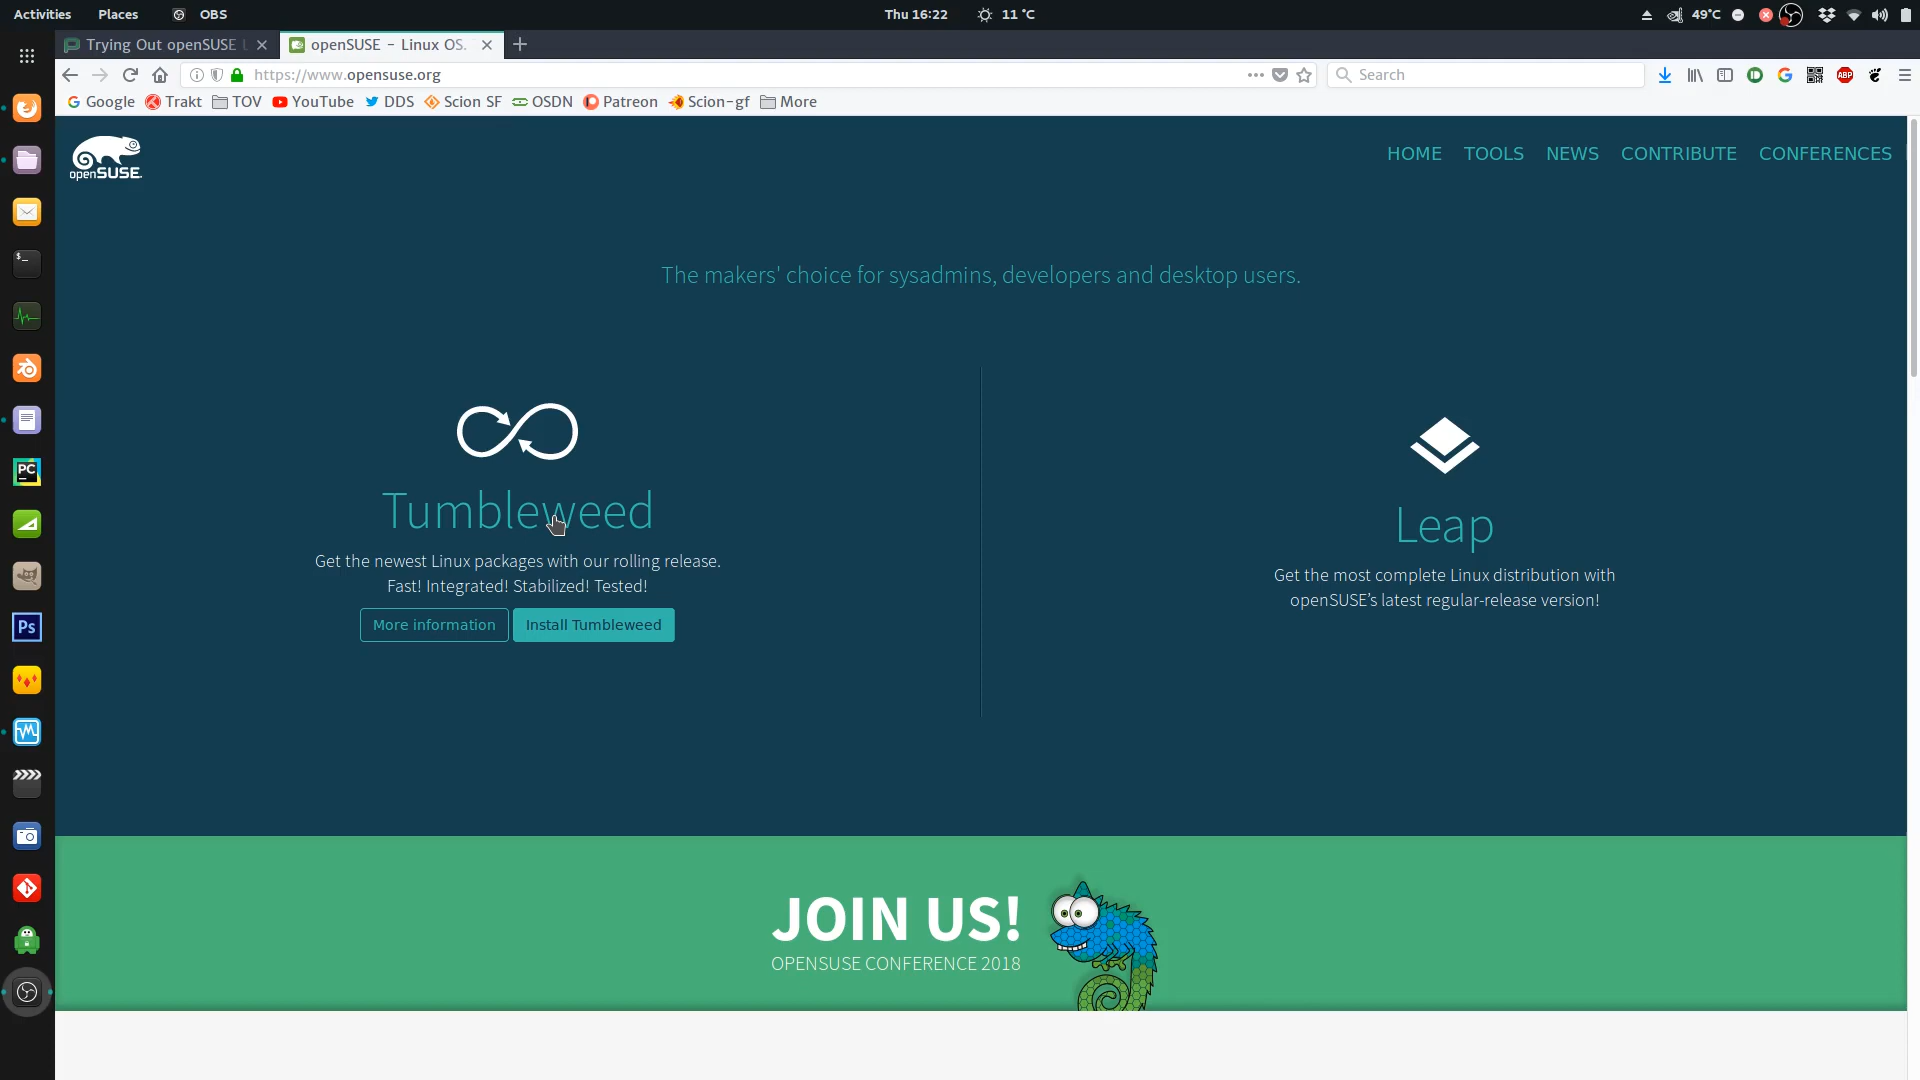 Activities Places OBS Thu 16:22 11 °C 49°C
Trying Out openSUSE openSUSE - Linux OS.
https://www.opensuse.org Search ABP
Google Trakt TOV YouTube DDS Scion SF OSDN Patreon Scion-gf More
openSUSE.
HOME TOOLS NEWS CONTRIBUTE CONFERENCES
The makers' choice for sysadmins, developers and desktop users.
Tumbleweed
Get the newest Linux packages with our rolling release.
Fast! Integrated! Stabilized! Tested!
More information Install Tumbleweed
Leap
Get the most complete Linux distribution with
openSUSE’s latest regular-release version!
JOIN US!
OPENSUSE CONFERENCE 2018
$_
PC
Ps